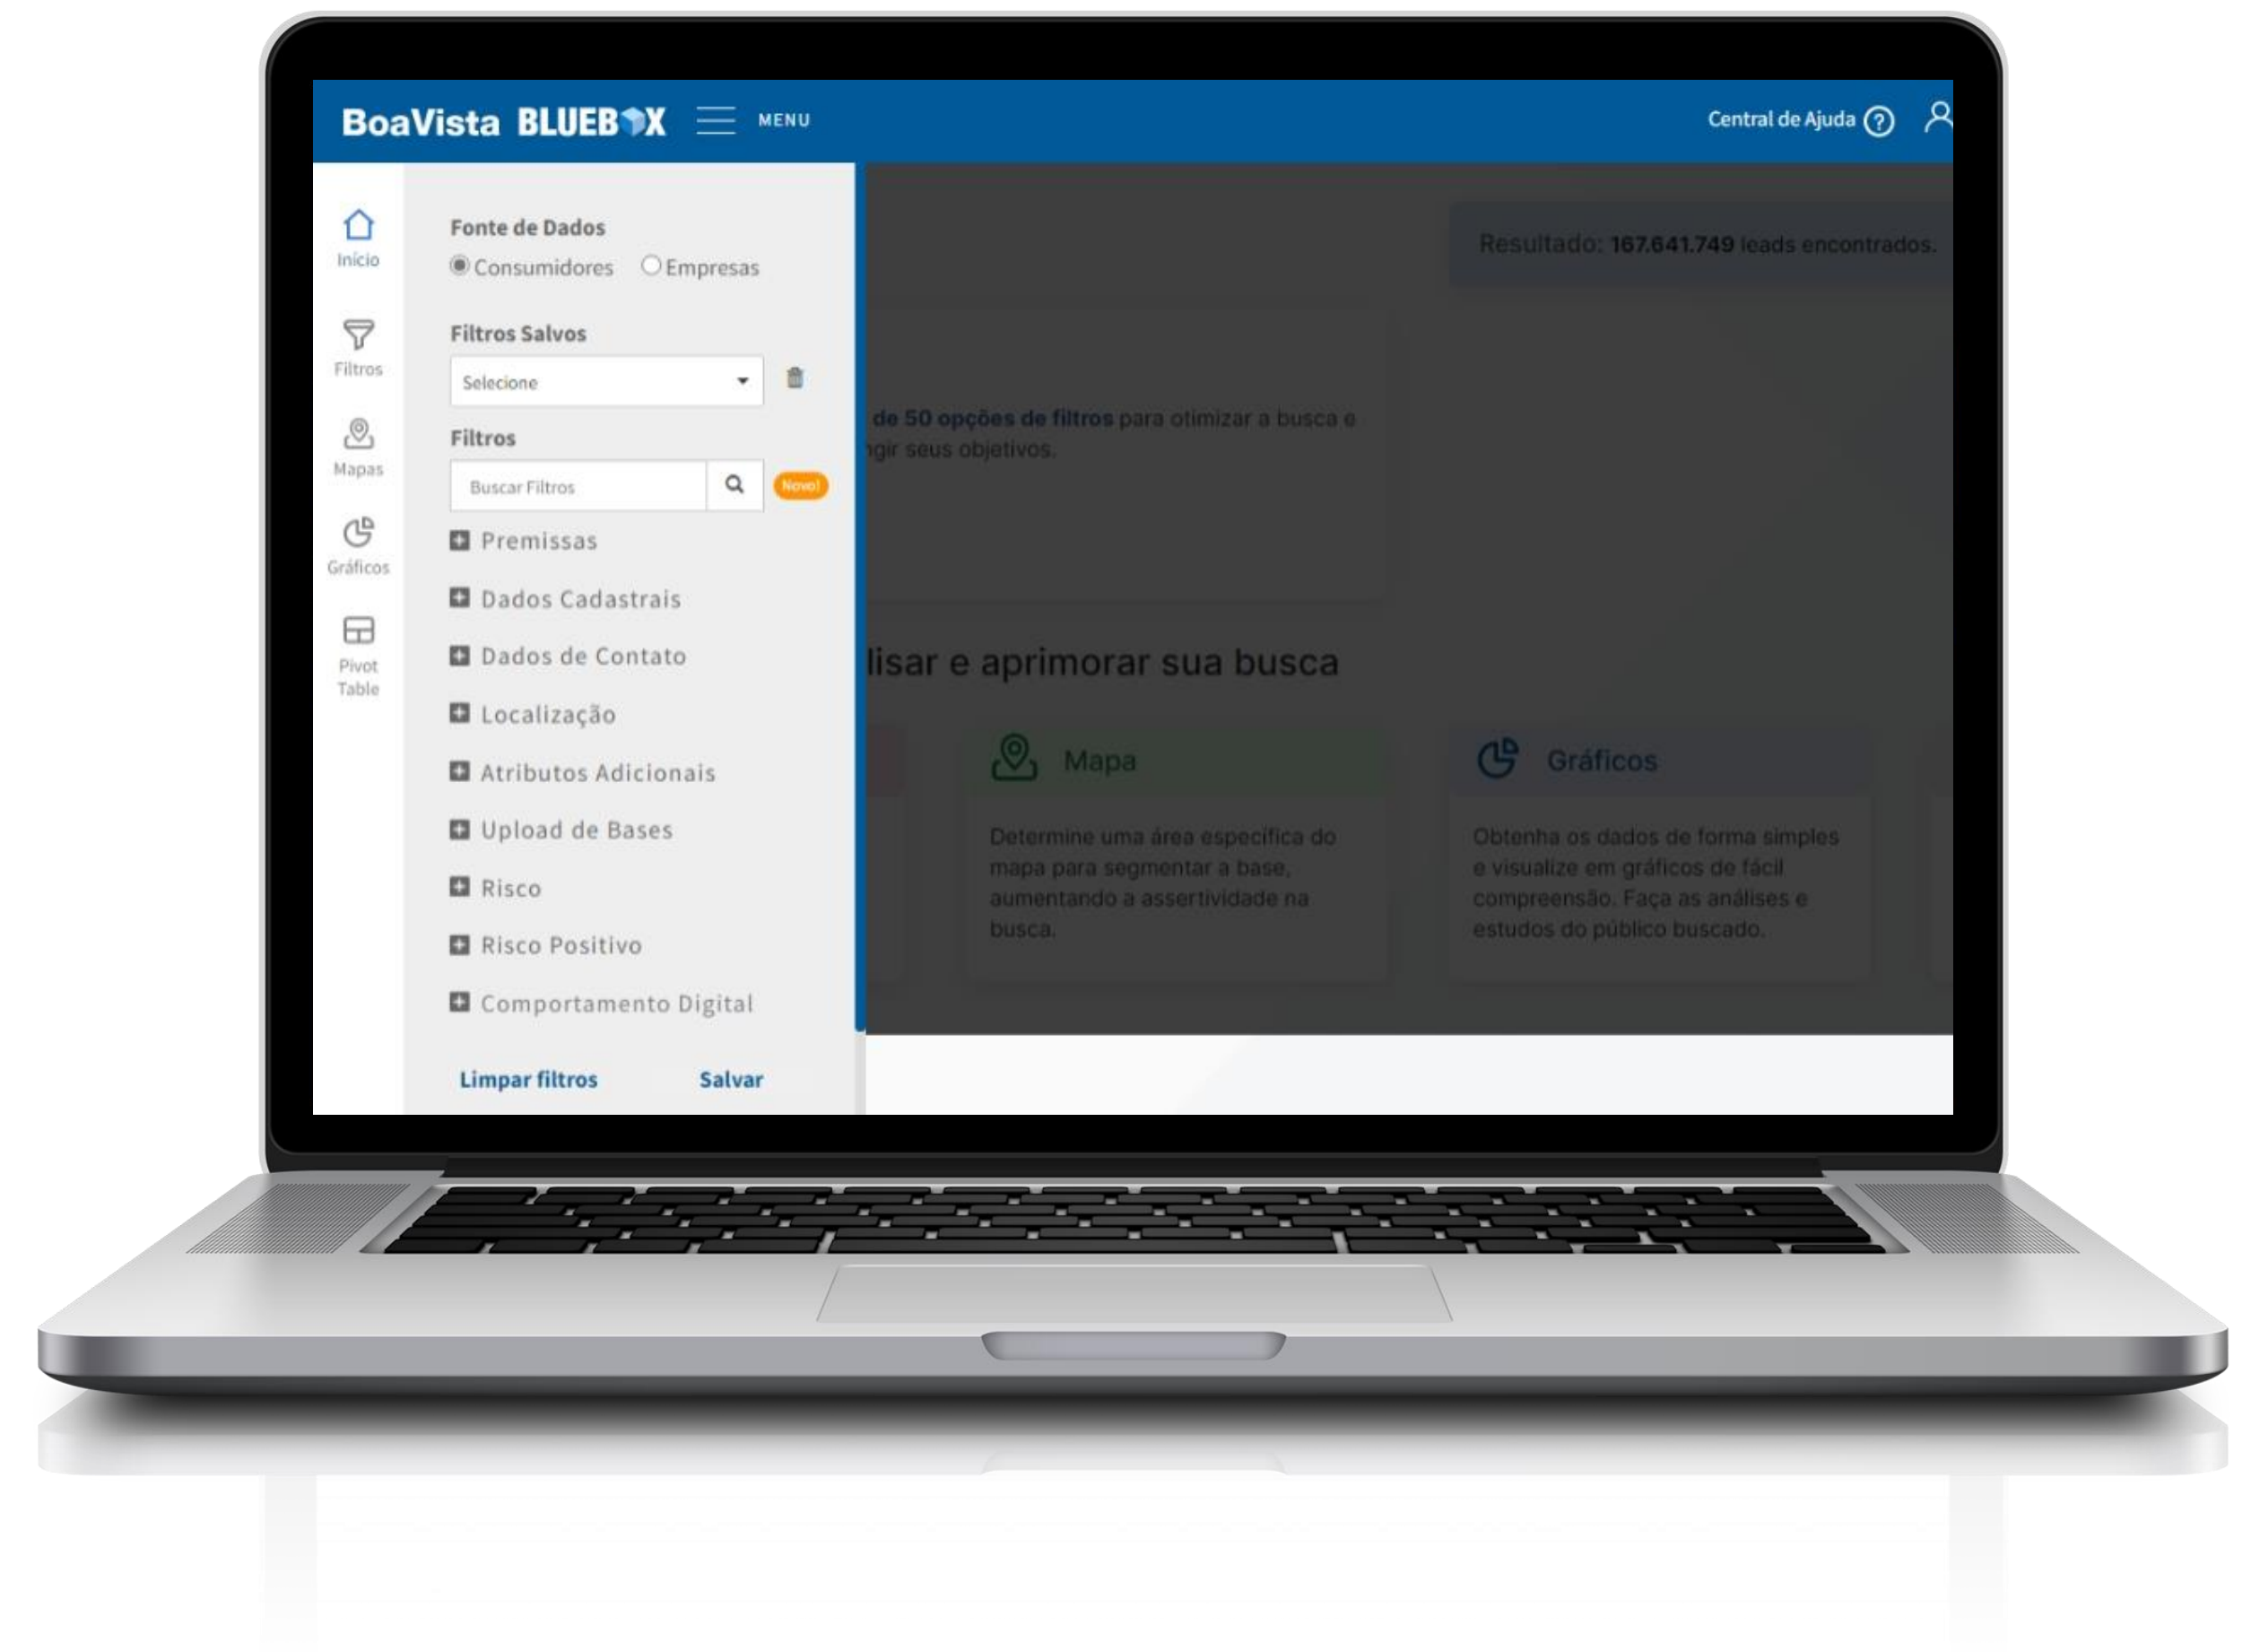 BoaVista BLUEBOX MENU
Central de Ajuda ?
Início
Filtros
Mapas
Gráficos
Pivot
Table
Fonte de Dados
Consumidores Empresas
Filtros Salvos
Selecione
Filtros
Buscar Filtros Novo!
Premissas
Dados Cadastrais
Dados de Contato
Localização
Atributos Adicionais
Upload de Bases
Risco
Risco Positivo
Comportamento Digital
Limpar filtros Salvar
Resultado: 167.641.749 leads encontrados.
de 50 opções de filtros para otimizar a busca e
seus objetivos.
e aprimorar sua busca
Mapa
Determine uma área específica do
mapa para segmentar a base,
aumentando a assertividade na
busca.
Gráficos
Obtenha os dados de forma simples
e visualize em gráficos de fácil
compreensão. Faça as análises e
estudos do público buscado.